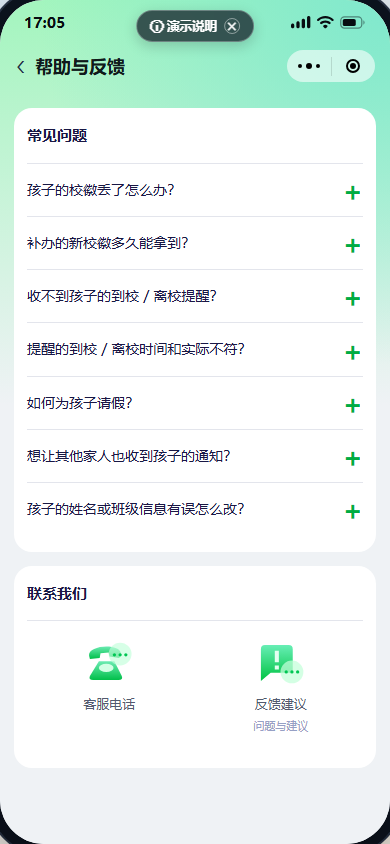 17:05
演示说明
帮助与反馈
常见问题
孩子的校徽丢了怎么办?
补办的新校徽多久能拿到?
收不到孩子的到校 / 离校提醒?
提醒的到校 / 离校时间和实际不符?
如何为孩子请假?
想让其他家人也收到孩子的通知?
孩子的姓名或班级信息有误怎么改?
联系我们
客服电话
反馈建议
问题与建议